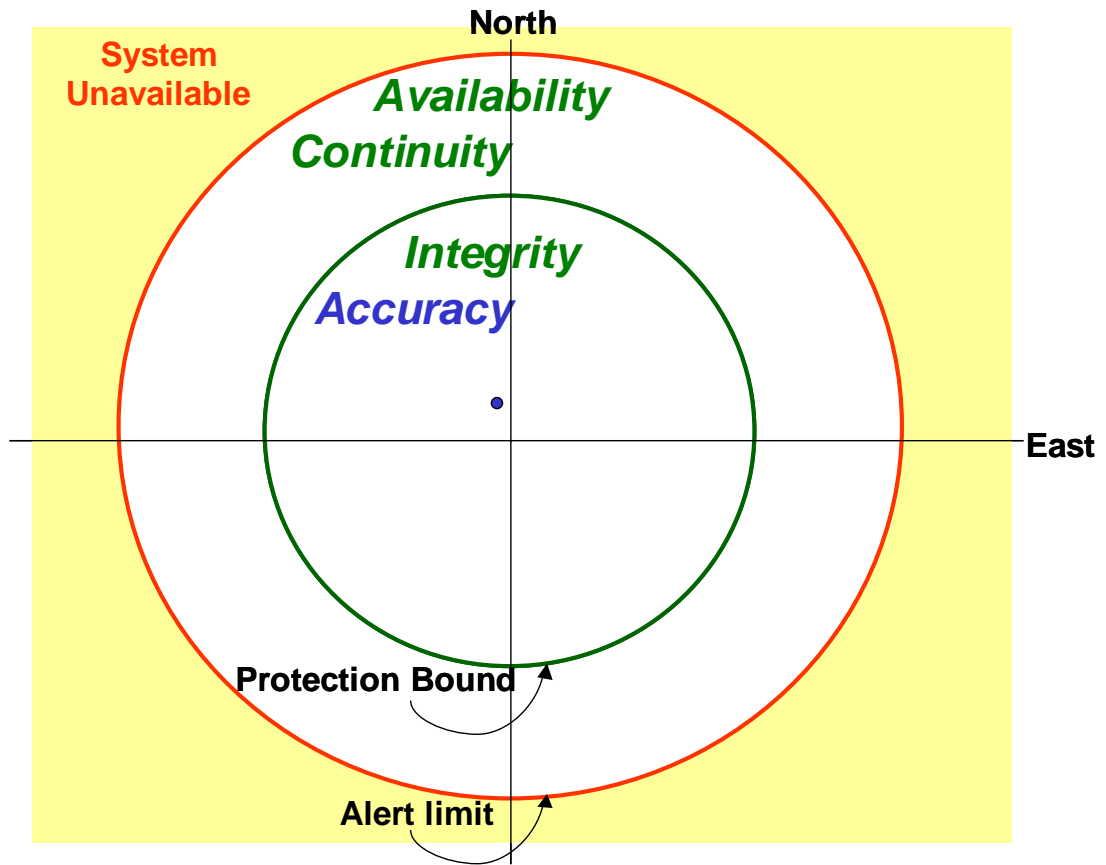 North
System
Unavailable
Availability
Continuity
Integrity
Accuracy
East
Protection Bound
Alert limit